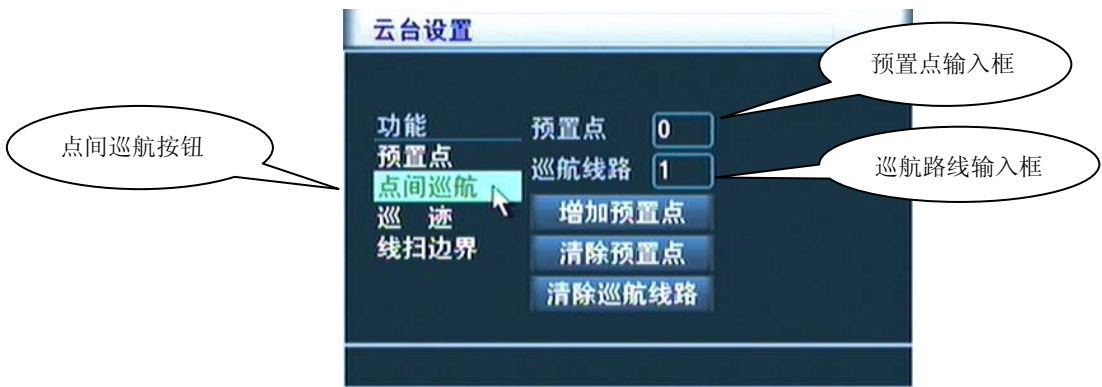 云台设置
预置点输入框
点间巡航按钮
功能
预置点 0
预置点
巡航线路 1
巡航路线输入框
点间巡航
巡 迹
增加预置点
线扫边界
清除预置点
清除巡航线路